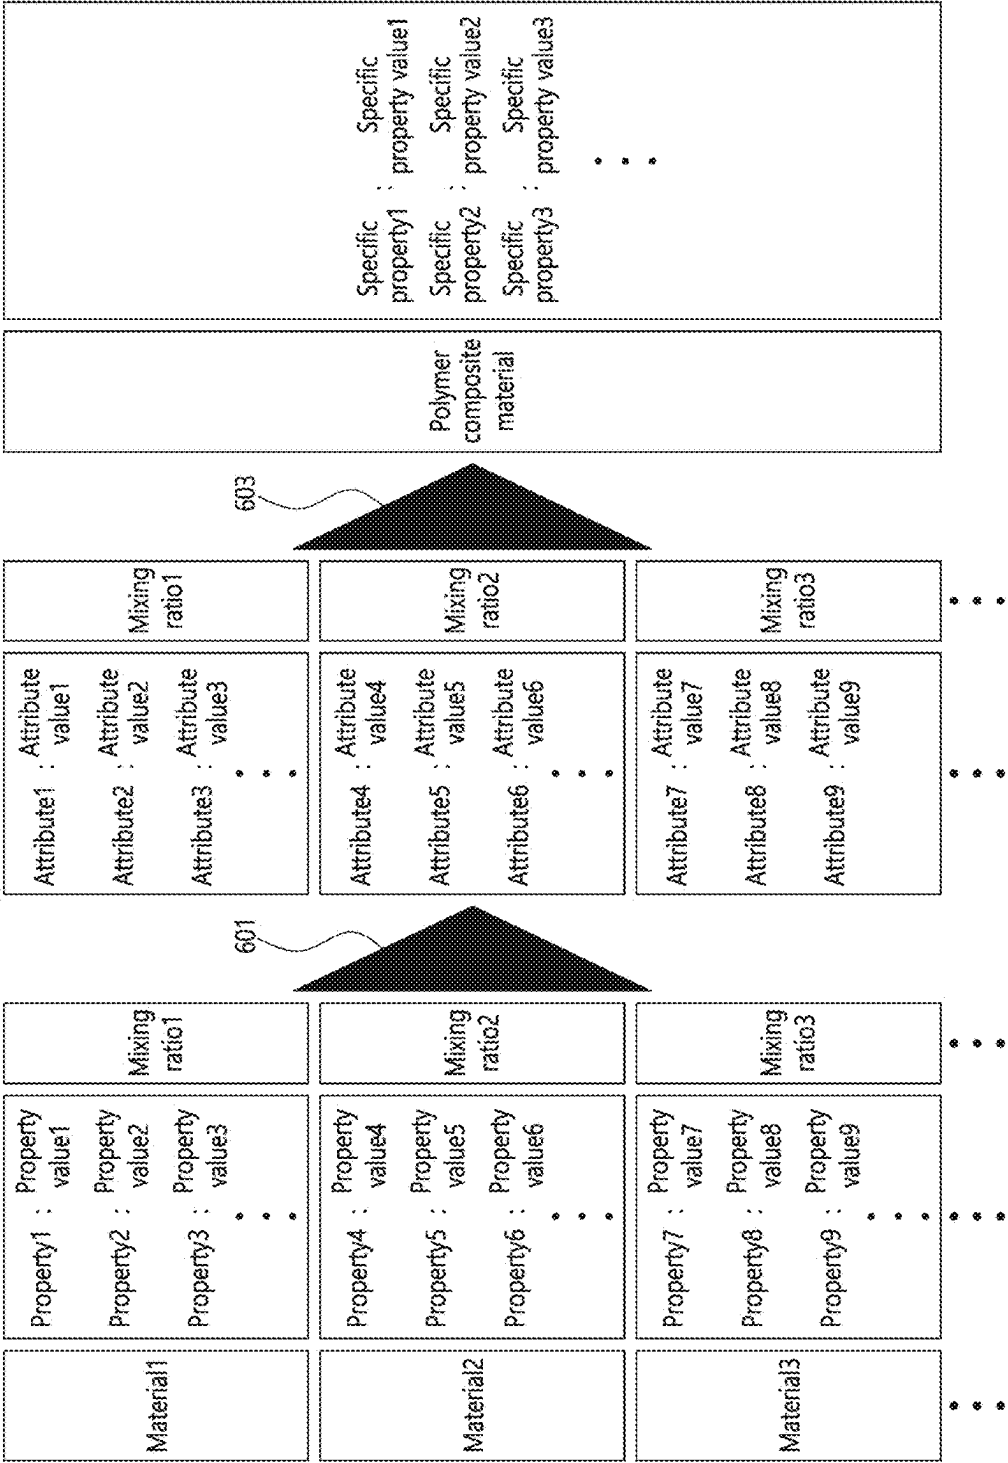 Material1
Property1 : Property
value1
Property2 : Property
value2
Property3 : Property
value3
Mixing
ratio1
Material2
Property4 : Property
value4
Property5 : Property
value5
Property6 : Property
value6
Mixing
ratio2
Material3
Property7 : Property
value7
Property8 : Property
value8
Property9 : Property
value9
Mixing
ratio3
601
Attribute1 : Attribute
value1
Attribute2 : Attribute
value2
Attribute3 : Attribute
value3
Mixing
ratio1
Attribute4 : Attribute
value4
Attribute5 : Attribute
value5
Attribute6 : Attribute
value6
Mixing
ratio2
Attribute7 : Attribute
value7
Attribute8 : Attribute
value8
Attribute9 : Attribute
value9
Mixing
ratio3
603
Polymer
composite
material
Specific Specific
property1 : property value1
Specific Specific
property2 : property value2
Specific Specific
property3 : property value3